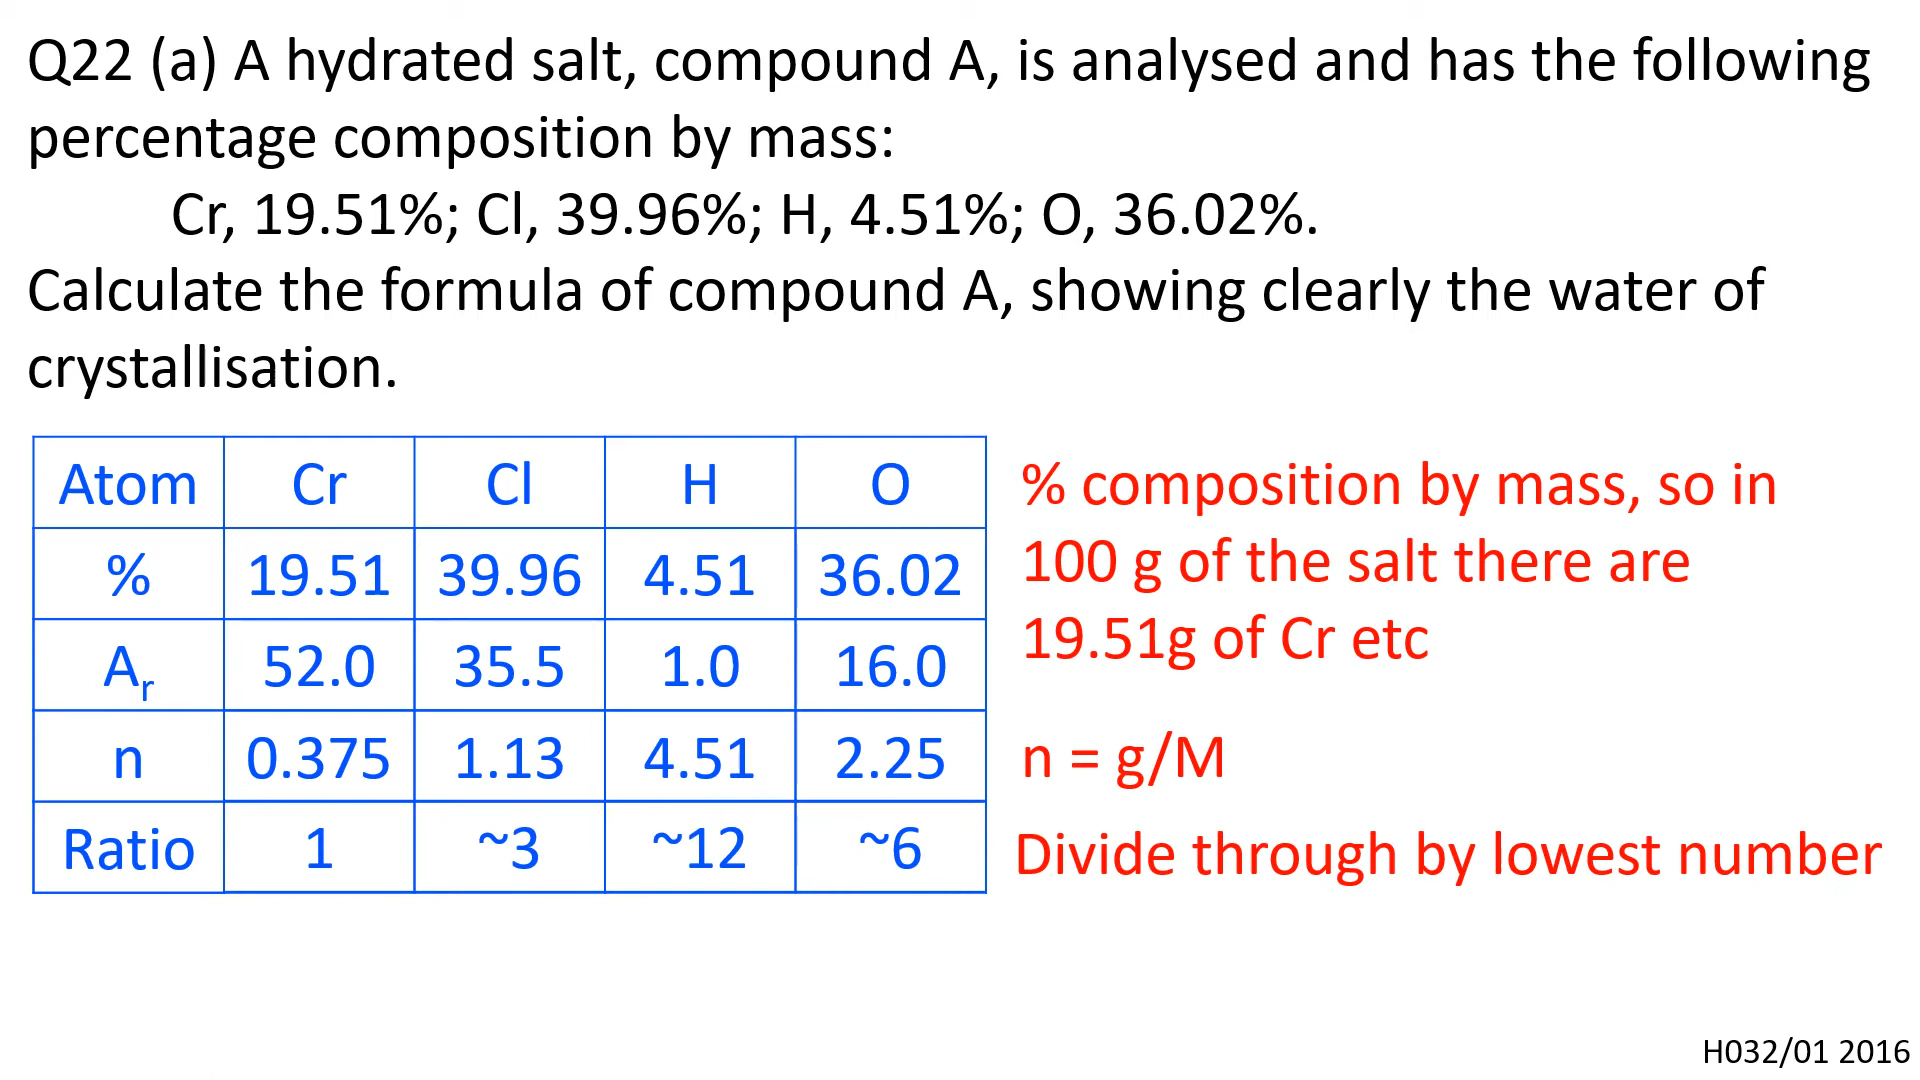 Q22 (a) A hydrated salt, compound A, is analysed and has the following
percentage composition by mass:
Cr, 19.51%; Cl, 39.96%; H, 4.51%; O, 36.02%.
Calculate the formula of compound A, showing clearly the water of
crystallisation.
Atom Cr Cl H O
% 19.51 39.96 4.51 36.02
Ar 52.0 35.5 1.0 16.0
n 0.375 1.13 4.51 2.25
Ratio 1 ~3 ~12 ~6
% composition by mass, so in
100 g of the salt there are
19.51g of Cr etc
n = g/M
Divide through by lowest number
H032/01 2016